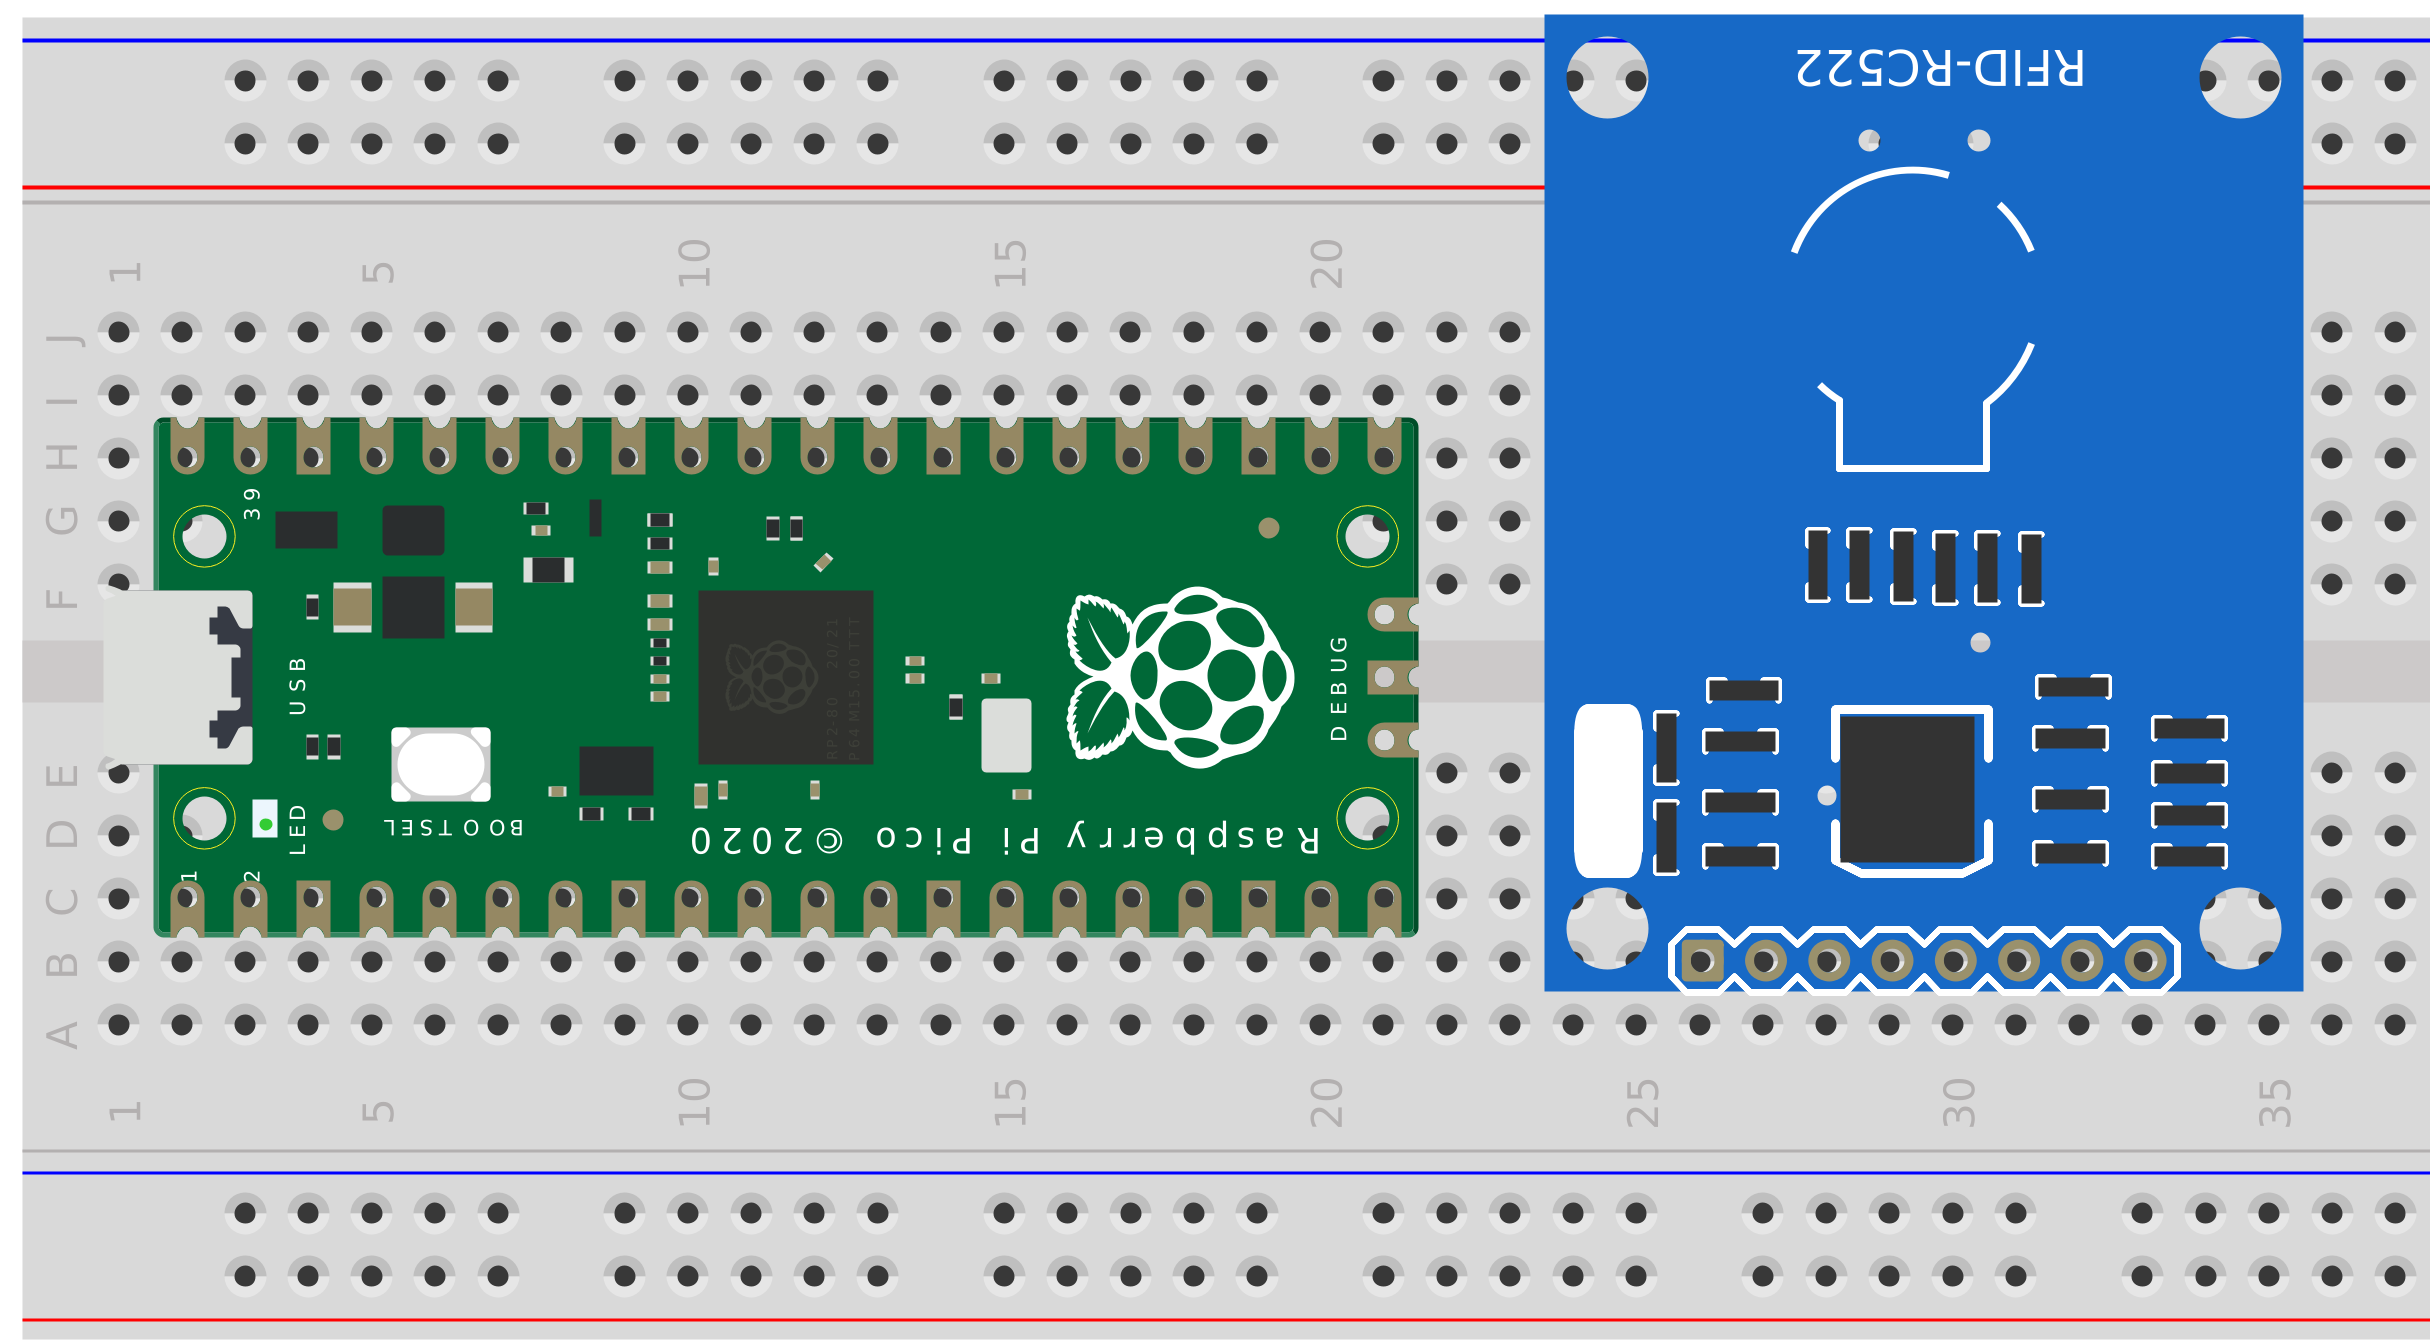 RFID-RC522
1 5 10 15 20
J
I
H
G
F
E
D
C
B
A
39
USB
DEBUG
RP2-B0 20/21
P64M15.00 TTT
LED
BOOTSEL
Raspberry Pi Pico ©2020
1 2
1 5 10 15 20 25 30 35